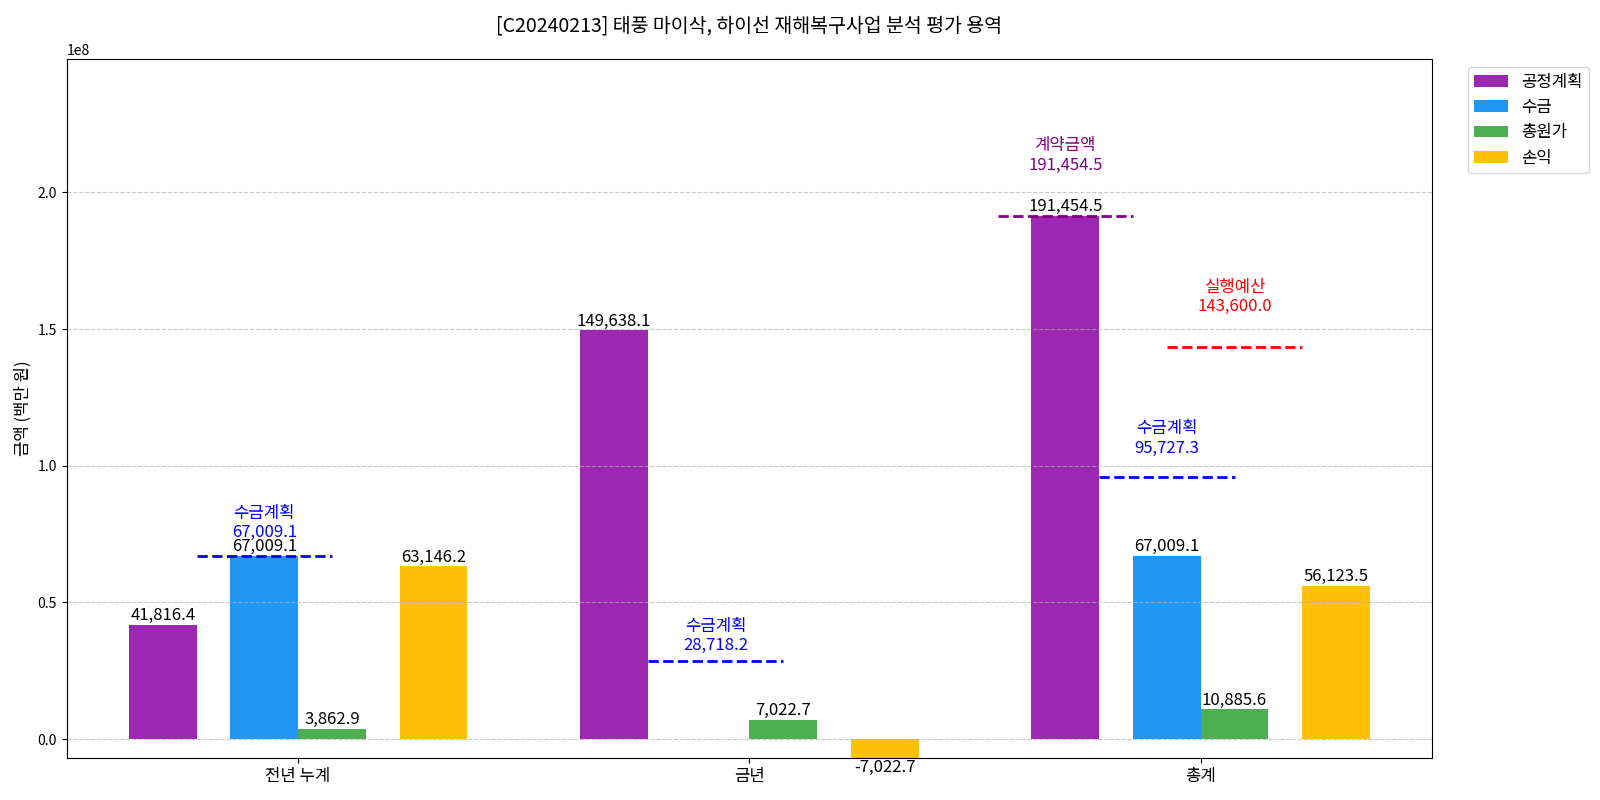 [C20240213] 태풍 마이삭, 하이선 재해복구사업 분석 평가 용역
1e8
금액 (백만 원)
2.0
1.5
1.0
0.5
0.0
공정계획
수금
총원가
손익
계약금액
191,454.5
191,454.5
실행예산
143,600.0
149,638.1
수금계획
95,727.3
수금계획
67,009.1
67,009.1
63,146.2
67,009.1
56,123.5
41,816.4
수금계획
28,718.2
3,862.9
7,022.7
10,885.6
-7,022.7
전년 누계
금년
총계